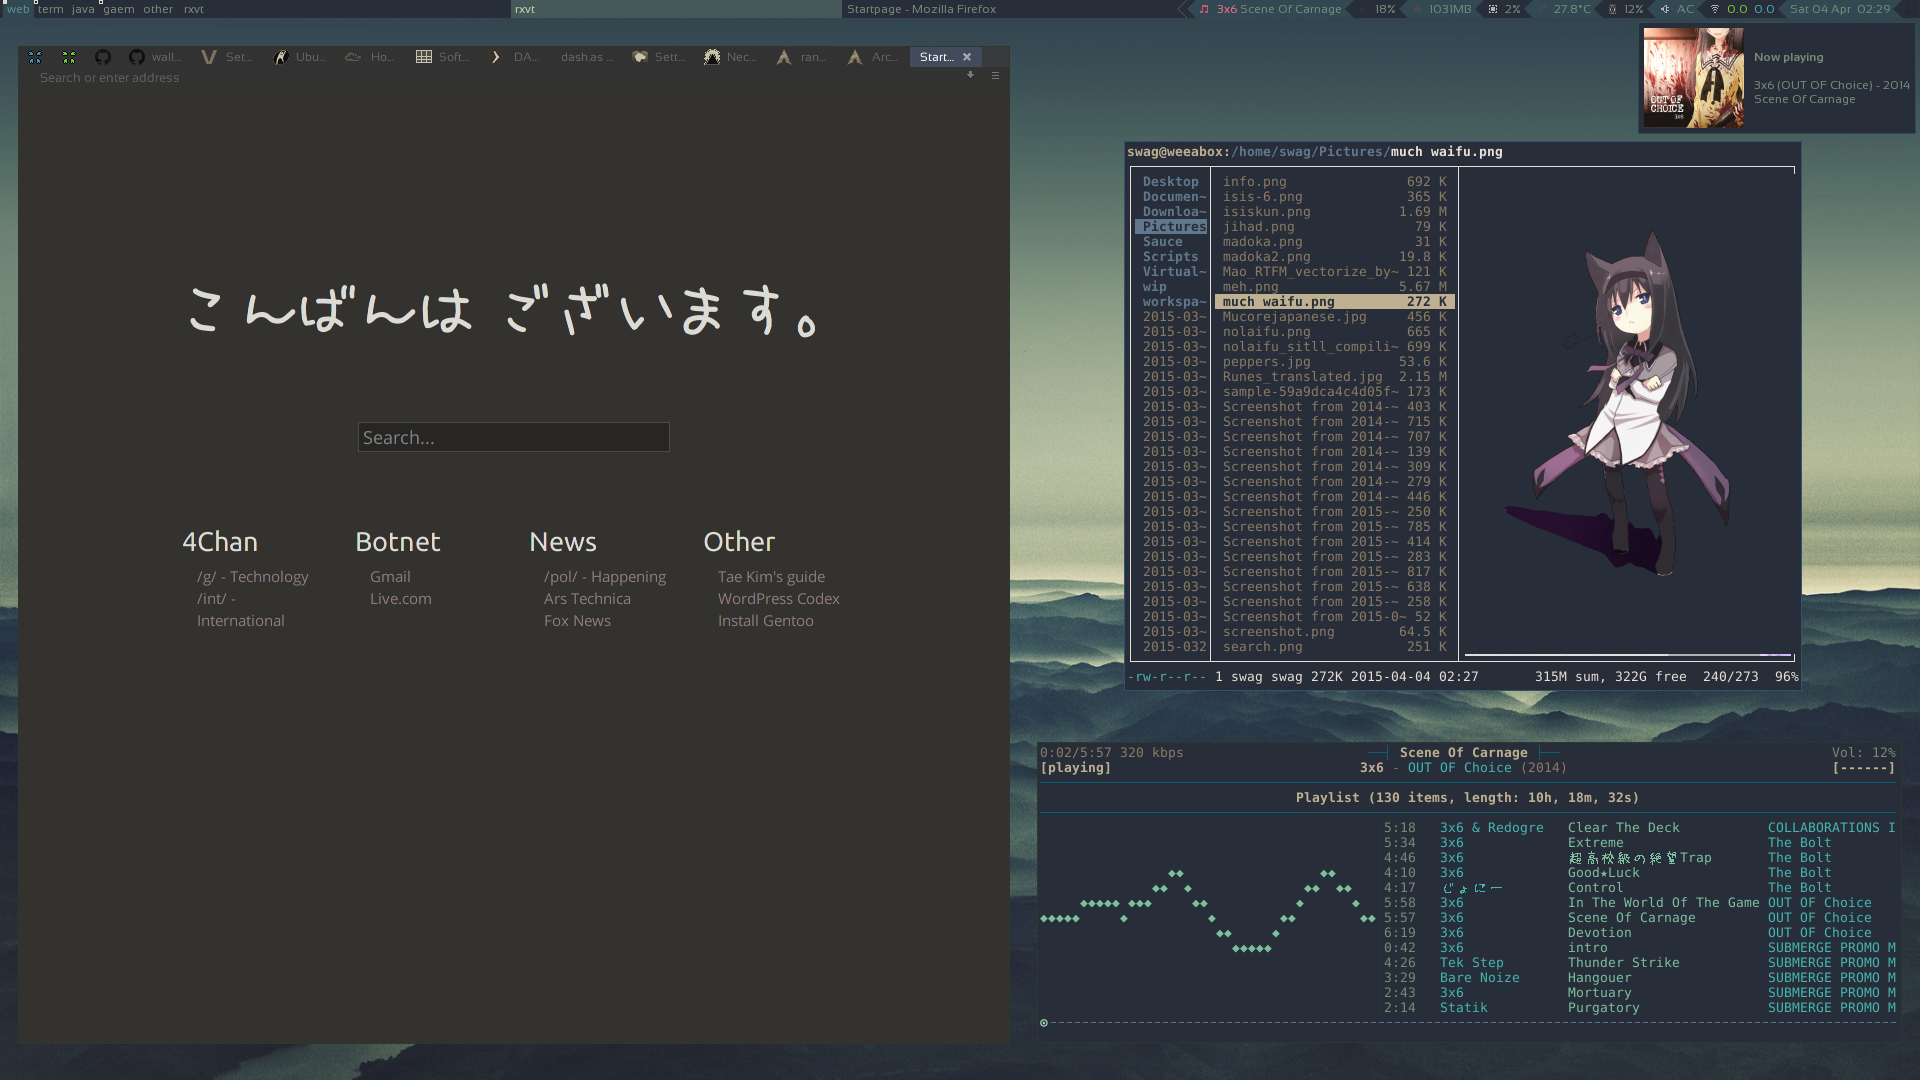 web term java gaem other rxvt
rxvt
Startpage - Mozilla Firefox
3x6 Scene Of Carnage 18% 1031MB 2% 27.8°C 12% AC 0.0 0.0 Sat 04 Apr 02:29
wall... Set... Ubu... Ho... Soft... DA... dash.as ... Sett... Nec... ran... Arc... Start...
Search or enter address
こんばんは ございます。
Search...
4Chan
/g/ - Technology
/int/ -
International
Botnet
Gmail
Live.com
News
/pol/ - Happening
Ars Technica
Fox News
Other
Tae Kim's guide
WordPress Codex
Install Gentoo
OUT OF
CHOICE
3x6
Now playing
3x6 (OUT OF Choice) - 2014
Scene Of Carnage
swag@weeabox:/home/swag/Pictures/much waifu.png
Desktop info.png 692 K
Documen~ isis-6.png 365 K
Downloa~ isiskun.png 1.69 M
Pictures jihad.png 79 K
Sauce madoka.png 31 K
Scripts madoka2.png 19.8 K
Virtual~ Mao_RTFM_vectorize_by~ 121 K
wip meh.png 5.67 M
workspa~ much waifu.png 272 K
2015-03~ Mucorejapanese.jpg 456 K
2015-03~ nolaifu.png 665 K
2015-03~ nolaifu_sitll_compili~ 699 K
2015-03~ peppers.jpg 53.6 K
2015-03~ Runes_translated.jpg 2.15 M
2015-03~ sample-59a9dca4c4d05f~ 173 K
2015-03~ Screenshot from 2014-~ 403 K
2015-03~ Screenshot from 2014-~ 715 K
2015-03~ Screenshot from 2014-~ 707 K
2015-03~ Screenshot from 2014-~ 139 K
2015-03~ Screenshot from 2014-~ 309 K
2015-03~ Screenshot from 2014-~ 279 K
2015-03~ Screenshot from 2014-~ 446 K
2015-03~ Screenshot from 2015-~ 250 K
2015-03~ Screenshot from 2015-~ 785 K
2015-03~ Screenshot from 2015-~ 414 K
2015-03~ Screenshot from 2015-~ 283 K
2015-03~ Screenshot from 2015-~ 817 K
2015-03~ Screenshot from 2015-~ 638 K
2015-03~ Screenshot from 2015-~ 258 K
2015-03~ Screenshot from 2015-0~ 52 K
2015-03~ screenshot.png 64.5 K
2015-032 search.png 251 K
-rw-r--r-- 1 swag swag 272K 2015-04-04 02:27 315M sum, 322G free 240/273 96%
0:02/5:57 320 kbps Scene Of Carnage Vol: 12%
[playing] 3x6 - OUT OF Choice (2014) [------]
Playlist (130 items, length: 10h, 18m, 32s)
5:18 3x6 & Redogre Clear The Deck COLLABORATIONS I
5:34 3x6 Extreme The Bolt
4:46 3x6 超高校級の絶望Trap The Bolt
4:10 3x6 Good★Luck The Bolt
4:17 じょにー Control The Bolt
5:58 3x6 In The World Of The Game OUT OF Choice
5:57 3x6 Scene Of Carnage OUT OF Choice
6:19 3x6 Devotion OUT OF Choice
0:42 3x6 intro SUBMERGE PROMO M
4:26 Tek Step Thunder Strike SUBMERGE PROMO M
3:29 Bare Noize Hangouer SUBMERGE PROMO M
2:43 3x6 Mortuary SUBMERGE PROMO M
2:14 Statik Purgatory SUBMERGE PROMO M